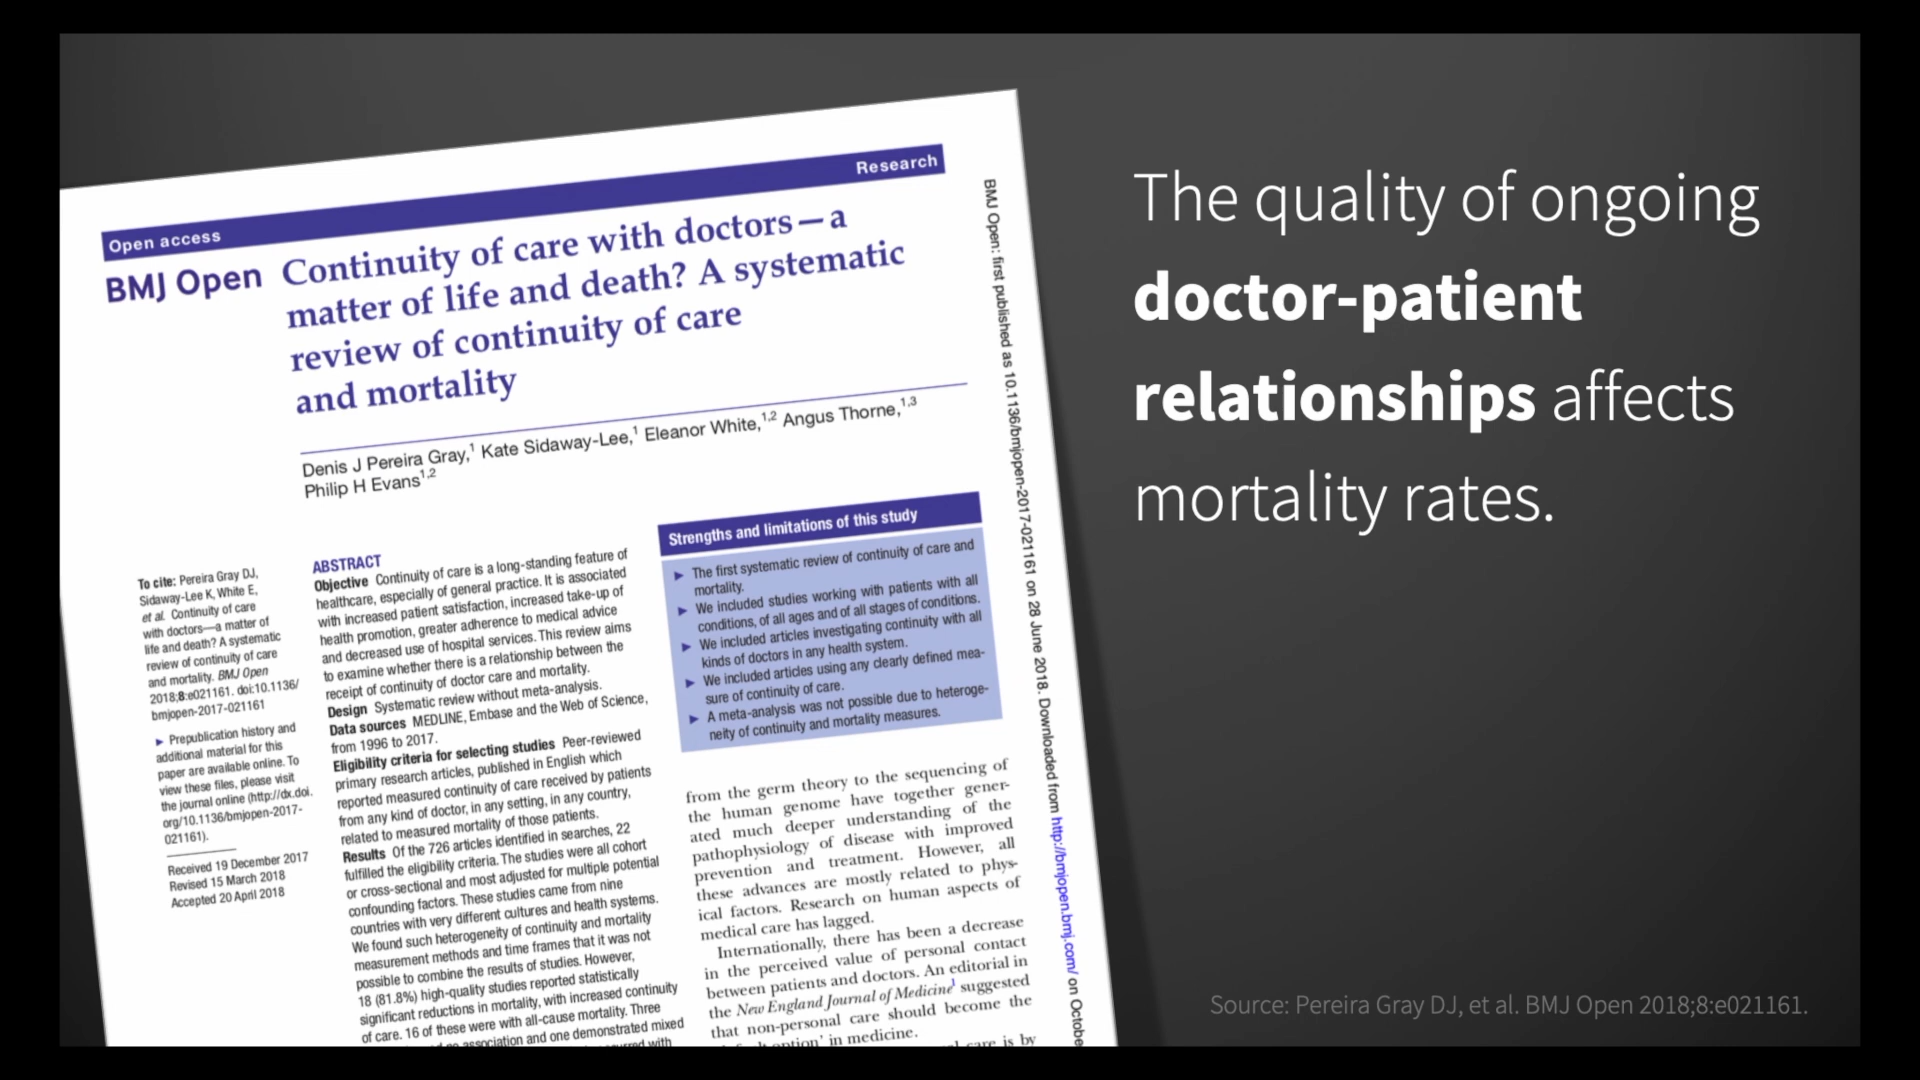 Open access
Research
BMJ Open
Continuity of care with doctors—a
matter of life and death? A systematic
review of continuity of care
and mortality
Denis J Pereira Gray,1 Kate Sidaway-Lee,1 Eleanor White,1,2 Angus Thorne,1,3
Philip H Evans1,2
To cite: Pereira Gray DJ,
Sidaway-Lee K, White E,
et al. Continuity of care
with doctors—a matter of
life and death? A systematic
review of continuity of care
and mortality. BMJ Open
2018;8:e021161. doi:10.1136/
bmjopen-2017-021161
► Prepublication history and
additional material for this
paper are available online. To
view these files, please visit
the journal online (http://dx.doi.
org/10.1136/bmjopen-2017-
021161).
Received 19 December 2017
Revised 15 March 2018
Accepted 20 April 2018
ABSTRACT
Objective Continuity of care is a long-standing feature of
healthcare, especially of general practice. It is associated
with increased patient satisfaction, increased take-up of
health promotion, greater adherence to medical advice
and decreased use of hospital services. This review aims
to examine whether there is a relationship between the
receipt of continuity of doctor care and mortality.
Design Systematic review without meta-analysis.
Data sources MEDLINE, Embase and the Web of Science,
from 1996 to 2017.
Eligibility criteria for selecting studies Peer-reviewed
primary research articles, published in English which
reported measured continuity of care received by patients
from any kind of doctor, in any setting, in any country,
related to measured mortality of those patients.
Results Of the 726 articles identified in searches, 22
fulfilled the eligibility criteria. The studies were all cohort
or cross-sectional and most adjusted for multiple potential
confounding factors. These studies came from nine
countries with very different cultures and health systems.
We found such heterogeneity of continuity and mortality
measurement methods and time frames that it was not
possible to combine the results of studies. However,
18 (81.8%) high-quality studies reported statistically
significant reductions in mortality, with increased continuity
of care. 16 of these were with all-cause mortality. Three
association and one demonstrated mixed
with
Strengths and limitations of this study
► The first systematic review of continuity of care and
mortality.
► We included studies working with patients with all
conditions, of all ages and of all stages of conditions.
► We included articles investigating continuity with all
kinds of doctors in any health system.
► We included articles using any clearly defined mea-
sure of continuity of care.
► A meta-analysis was not possible due to heteroge-
neity of continuity and mortality measures.
from the germ theory to the sequencing of
the human genome have together gener-
ated much deeper understanding of the
pathophysiology of disease with improved
prevention and treatment. However, all
these advances are mostly related to phys-
ical factors. Research on human aspects of
medical care has lagged.
Internationally, there has been a decrease
in the perceived value of personal contact
between patients and doctors. An editorial in
the New England Journal of Medicine1 suggested
that non-personal care should become the
option’ in medicine.
care is by
BMJ Open: first published as 10.1136/bmjopen-2017-021161 on 28 June 2018. Downloaded from http://bmjopen.bmj.com/ on Octobe
The quality of ongoing
doctor-patient
relationships affects
mortality rates.
Source: Pereira Gray DJ, et al. BMJ Open 2018;8:e021161.